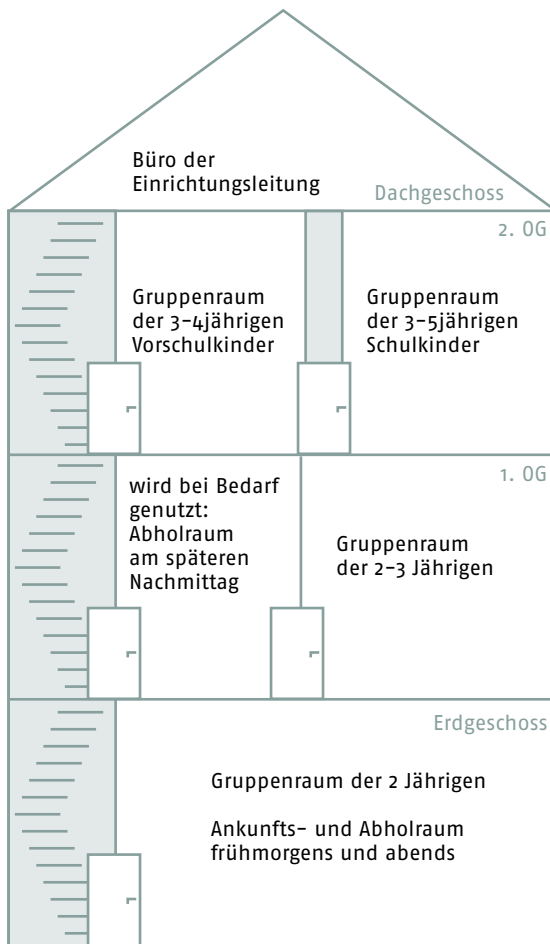 Büro der
Einrichtungsleitung
Dachgeschoss
2. OG
Gruppenraum
der 3-4jährigen
Vorschulkinder
Gruppenraum
der 3-5jährigen
Schulkinder
1. OG
wird bei Bedarf
genutzt:
Abholraum
am späteren
Nachmittag
Gruppenraum
der 2-3 Jährigen
Erdgeschoss
Gruppenraum der 2 Jährigen
Ankunfts- und Abholraum
frühmorgens und abends